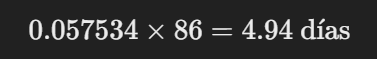 0.057534 × 86 = 4.94 días